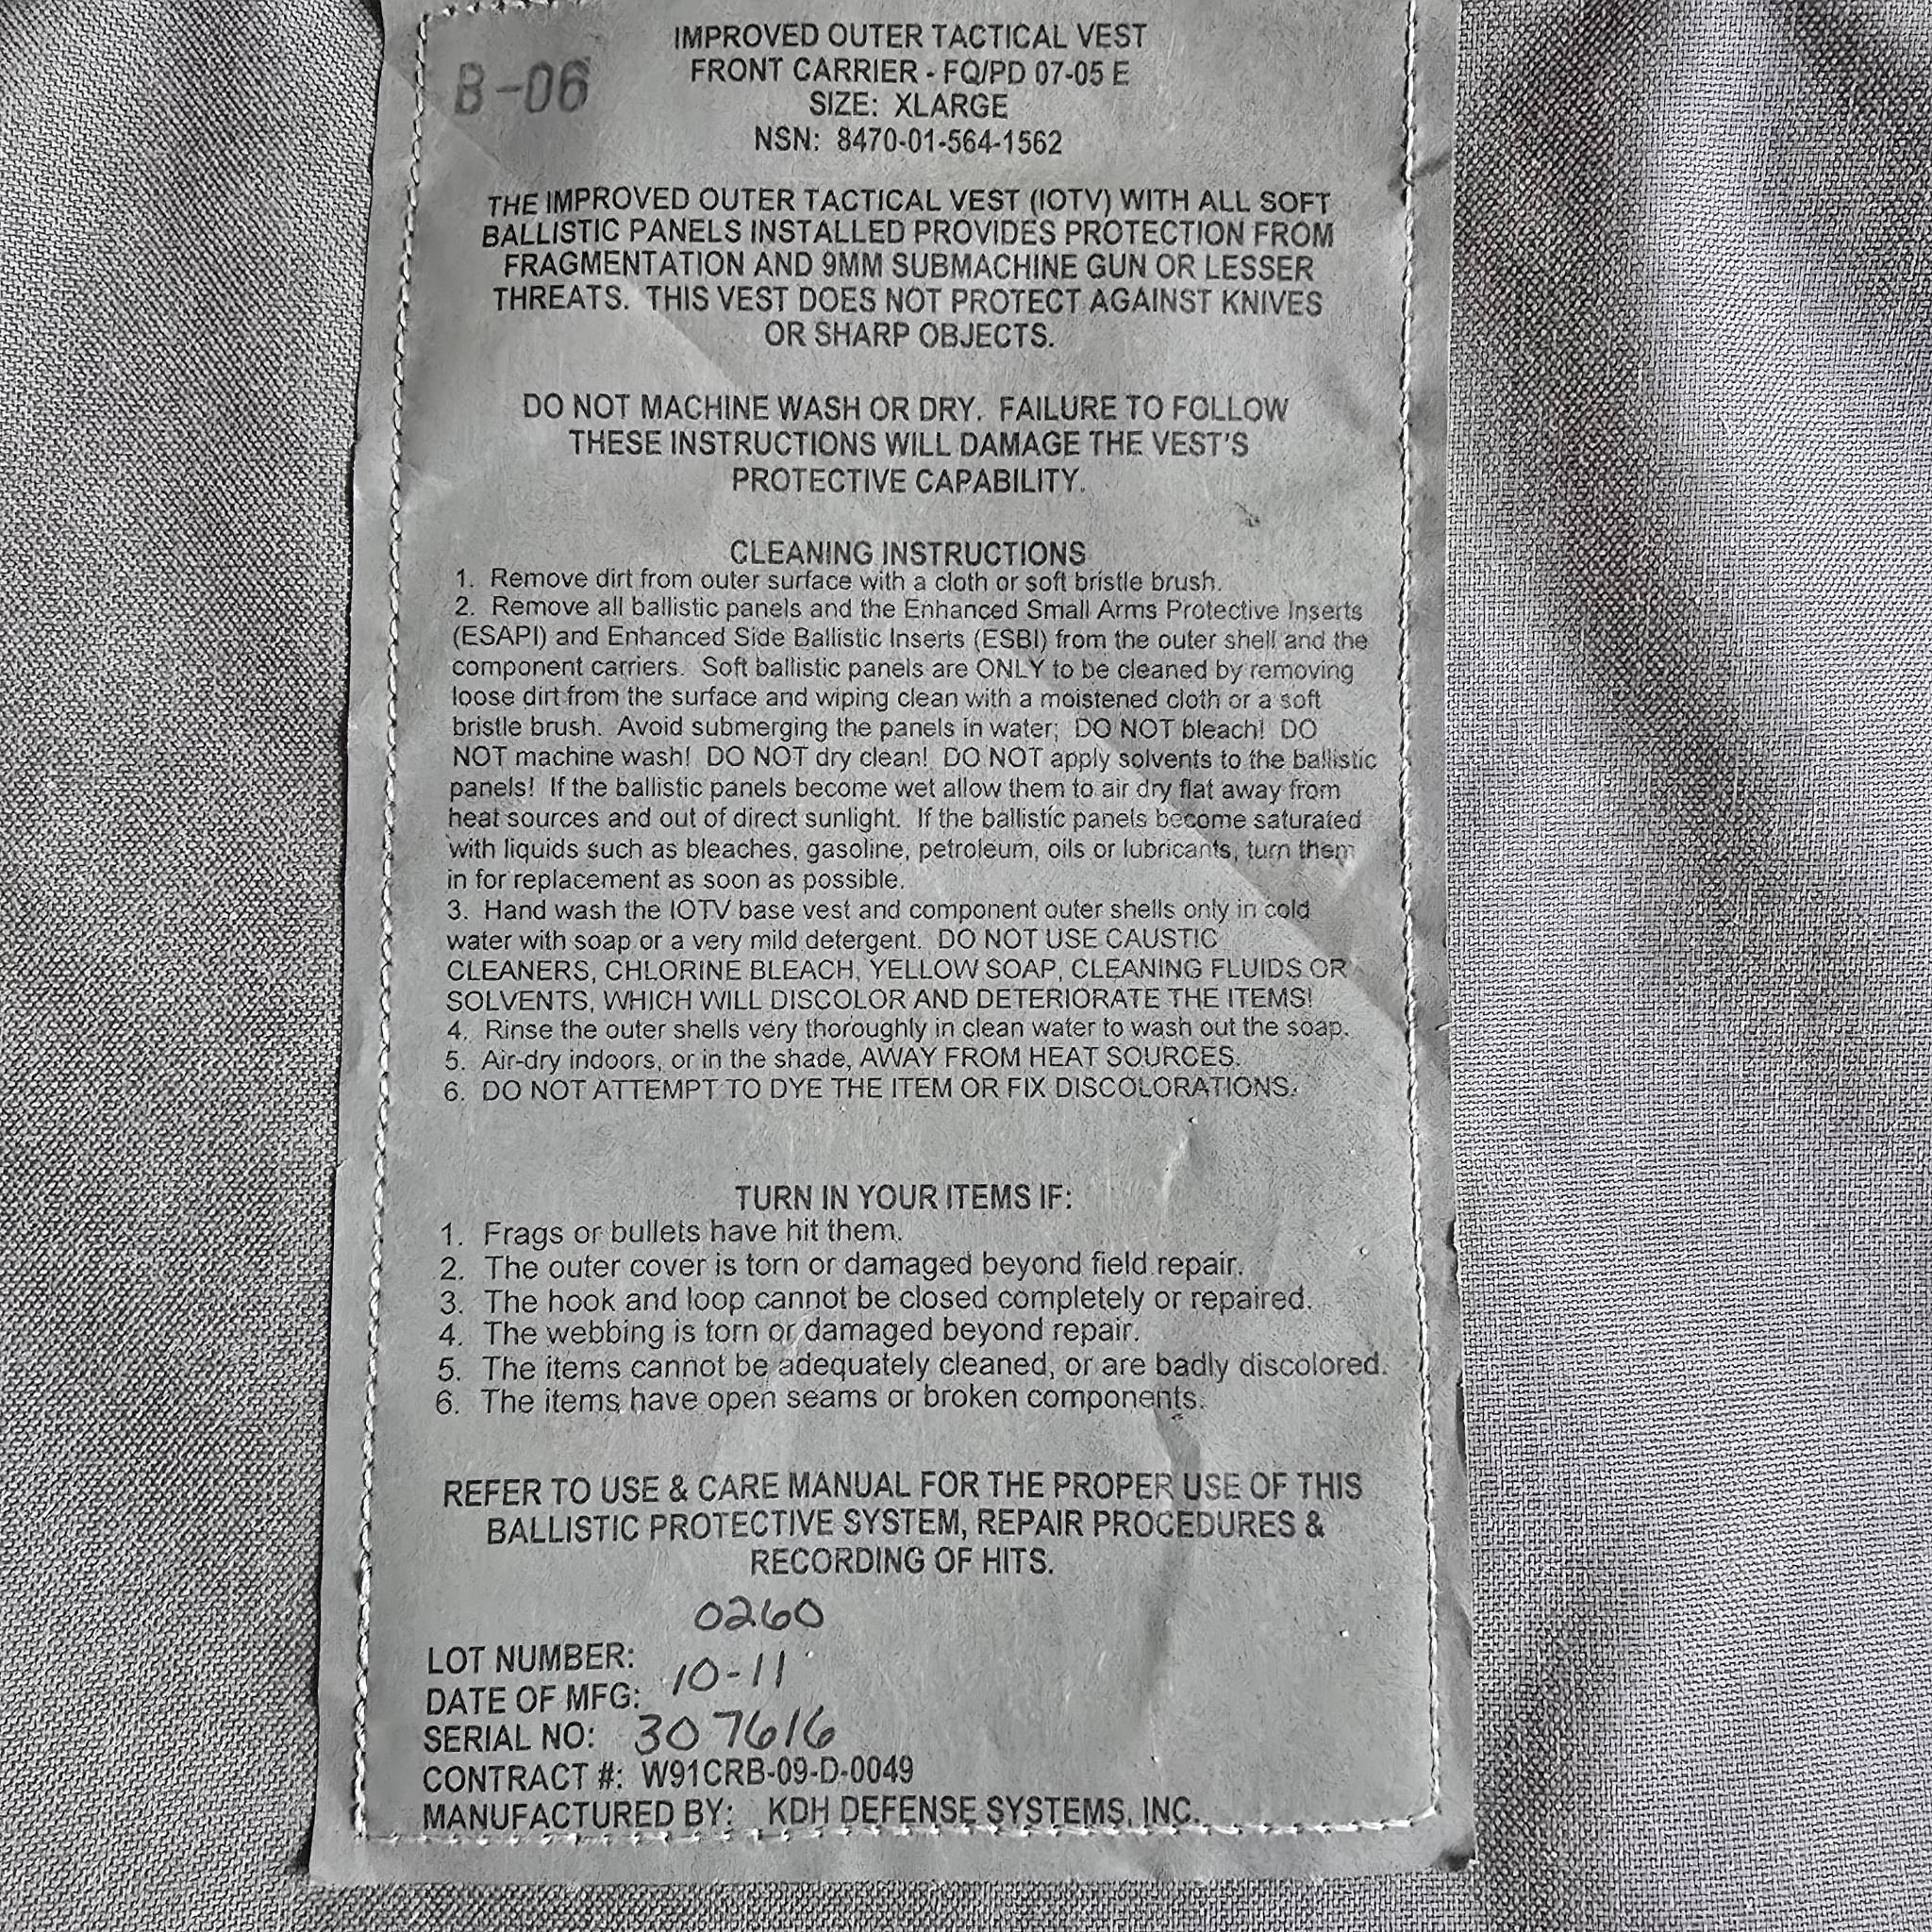 IMPROVED OUTER TACTICAL VEST
B-06
FRONT CARRIER - FQ/PD 07-05 E
SIZE: XLARGE
NSN: 8470-01-564-1562
THE IMPROVED OUTER TACTICAL VEST (IOTV) WITH ALL SOFT
BALLISTIC PANELS INSTALLED PROVIDES PROTECTION FROM
FRAGMENTATION AND 9MM SUBMACHINE GUN OR LESSER
THREATS. THIS VEST DOES NOT PROTECT AGAINST KNIVES
OR SHARP OBJECTS.
DO NOT MACHINE WASH OR DRY. FAILURE TO FOLLOW
THESE INSTRUCTIONS WILL DAMAGE THE VEST'S
PROTECTIVE CAPABILITY.
CLEANING INSTRUCTIONS
1. Remove dirt from outer surface with a cloth or soft bristle brush.
2. Remove all ballistic panels and the Enhanced Small Arms Protective Inserts
(ESAPI) and Enhanced Side Ballistic Inserts (ESBI) from the outer shell and the
component carriers. Soft ballistic panels are ONLY to be cleaned by removing
loose dirt from the surface and wiping clean with a moistened cloth or a soft
bristle brush. Avoid submerging the panels in water; DO NOT bleach! DO
NOT machine wash! DO NOT dry clean! DO NOT apply solvents to the ballistic
panels! If the ballistic panels become wet allow them to air dry flat away from
heat sources and out of direct sunlight. If the ballistic panels become saturated
with liquids such as bleaches, gasoline, petroleum, oils or lubricants, turn them
in for replacement as soon as possible.
3. Hand wash the IOTV base vest and component outer shells only in cold
water with soap or a very mild detergent. DO NOT USE CAUSTIC
CLEANERS, CHLORINE BLEACH, YELLOW SOAP, CLEANING FLUIDS OR
SOLVENTS, WHICH WILL DISCOLOR AND DETERIORATE THE ITEMS!
4. Rinse the outer shells very thoroughly in clean water to wash out the soap.
5. Air-dry indoors, or in the shade, AWAY FROM HEAT SOURCES.
6. DO NOT ATTEMPT TO DYE THE ITEM OR FIX DISCOLORATIONS.
TURN IN YOUR ITEMS IF:
1. Frags or bullets have hit them.
2. The outer cover is torn or damaged beyond field repair.
3. The hook and loop cannot be closed completely or repaired.
4. The webbing is torn or damaged beyond repair.
5. The items cannot be adequately cleaned, or are badly discolored.
6. The items have open seams or broken components.
REFER TO USE & CARE MANUAL FOR THE PROPER USE OF THIS
BALLISTIC PROTECTIVE SYSTEM, REPAIR PROCEDURES &
RECORDING OF HITS.
LOT NUMBER: 0260
DATE OF MFG: 10-11
SERIAL NO: 307616
CONTRACT #: W91CRB-09-D-0049
MANUFACTURED BY: KDH DEFENSE SYSTEMS, INC.